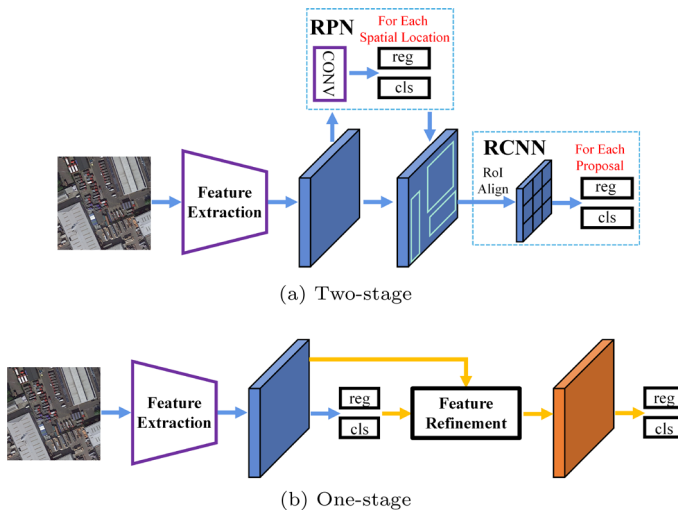 RPN
For Each
Spatial Location
CONV
reg
cls
Feature
Extraction
RCNN
For Each
Proposal
RoI
Align
reg
cls
(a) Two-stage
Feature
Extraction
reg
cls
Feature
Refinement
reg
cls
(b) One-stage